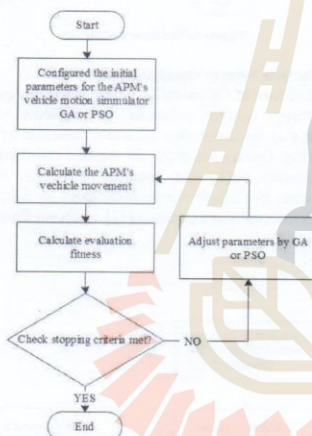 Start
Configured the initial
parameters for the APM's
vehicle motion simmulator
GA or PSO
Calculate the APM's
vechicle movement
Calculate evaluation
fitness
Adjust parameters by GA
or PSO
Check stopping criteria met?
NO
YES
End